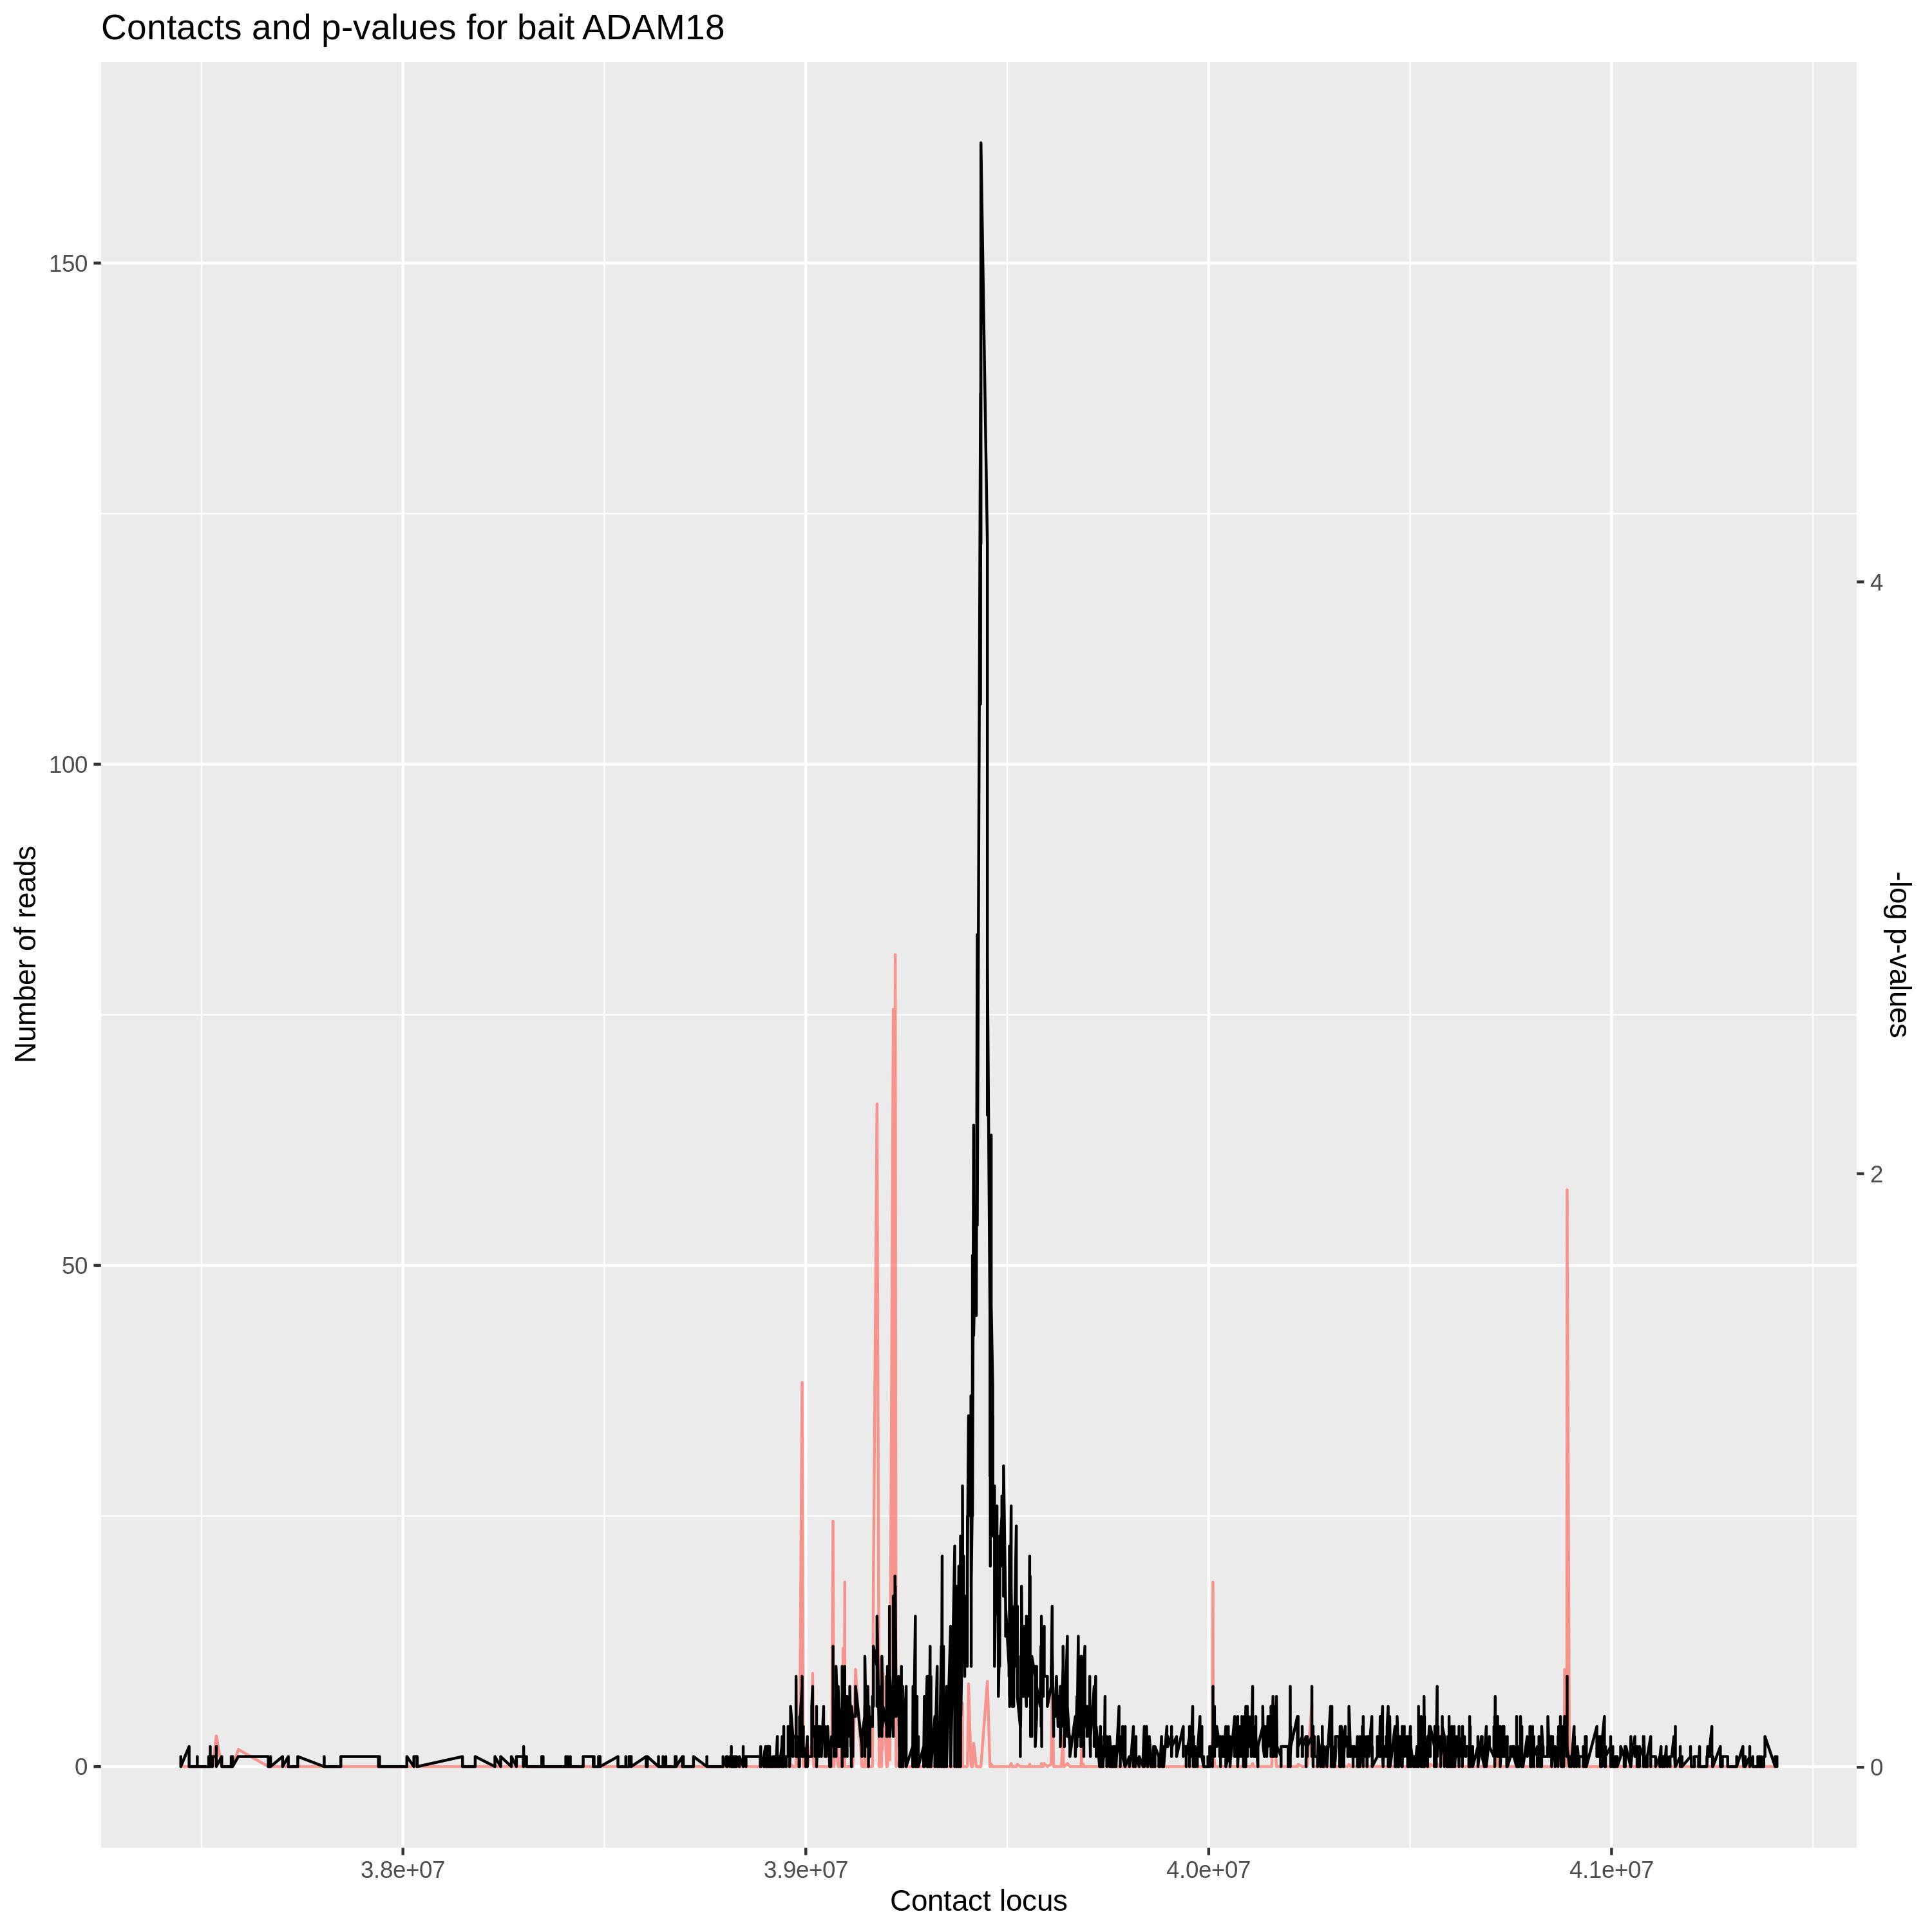 Contacts and p-values for bait ADAM18
Number of reads
150
100
50
0
-log p-values
4
2
0
3.8e+07
3.9e+07
4.0e+07
4.1e+07
Contact locus